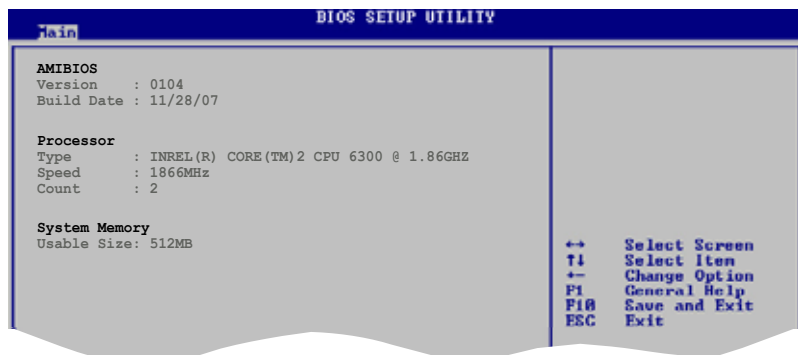 BIOS SETUP UTILITY
Main
AMIBIOS
Version : 0104
Build Date : 11/28/07
Processor
Type : INREL(R) CORE(TM)2 CPU 6300 @ 1.86GHZ
Speed : 1866MHz
Count : 2
System Memory
Usable Size: 512MB
↔ Select Screen
↑↓ Select Item
+- Change Option
F1 General Help
F10 Save and Exit
ESC Exit